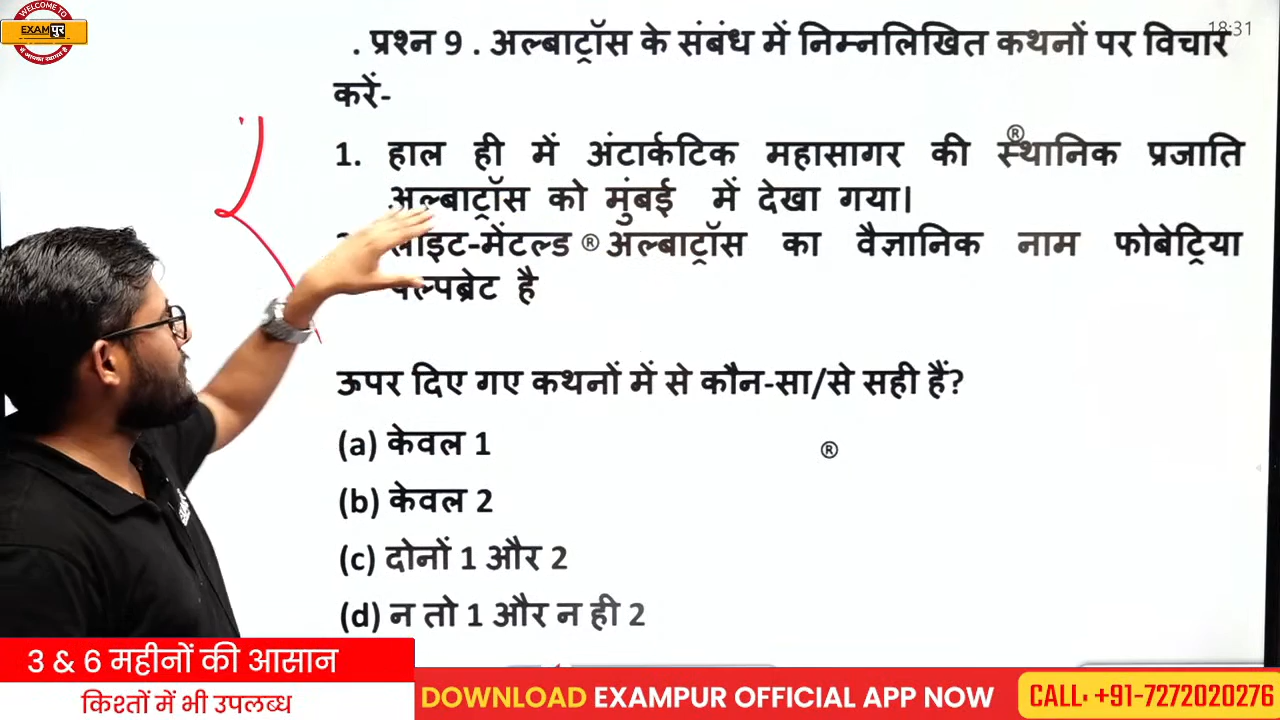 WELCOME TO
EXAMपुर
18:31
. प्रश्न 9 . अल्बाट्रॉस के संबंध में निम्नलिखित कथनों पर विचार
करें-
1. हाल ही में अंटार्कटिक महासागर की स्थानिक प्रजाति
अल्बाट्रॉस को मुंबई में देखा गया।
लाइट-मेंटल्ड ® अल्बाट्रॉस का वैज्ञानिक नाम फोबेट्रिया
पल्पब्रेट है
ऊपर दिए गए कथनों में से कौन-सा/से सही हैं?
(a) केवल 1
®
(b) केवल 2
(c) दोनों 1 और 2
(d) न तो 1 और न ही 2
3 & 6 महीनों की आसान
किश्तों में भी उपलब्ध
DOWNLOAD EXAMPUR OFFICIAL APP NOW
CALL: +91-7272020276